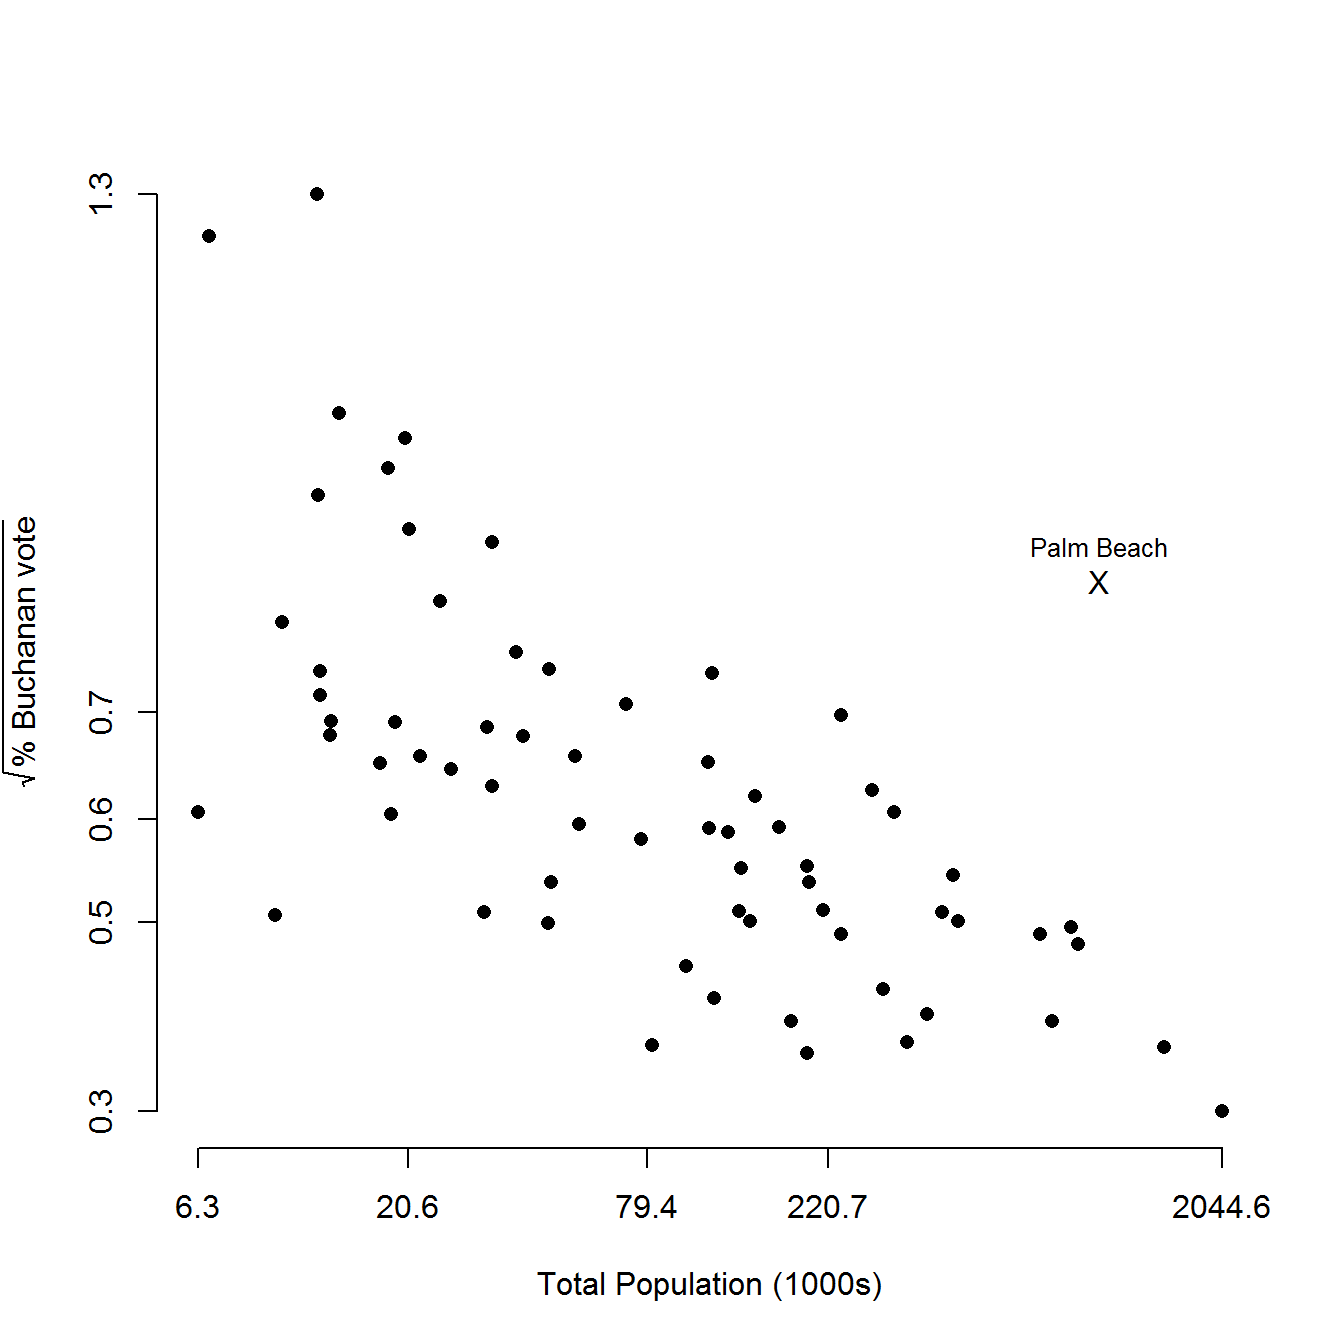 1.3
0.7
0.6
0.5
0.3
√% Buchanan vote
Palm Beach
X
6.3 20.6 79.4 220.7 2044.6
Total Population (1000s)